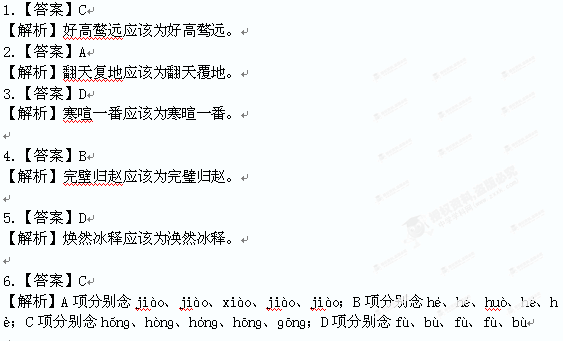 1.【答案】C
【解析】好高鹜远应该为好高骛远。
2.【答案】A
【解析】翻天复地应该为翻天覆地。
3.【答案】D
【解析】寒喧一番应该为寒暄一番。
4.【答案】B
【解析】完壁归赵应该为完璧归赵。
5.【答案】D
【解析】焕然冰释应该为涣然冰释。
6.【答案】C
【解析】A 项分别念 jiào、jiào、xiào、jiào、jiào；B 项分别念 hé、hé、huò、hè、h
è；C 项分别念 hǒng、hòng、hóng、hōng、gōng；D 项分别念 fù、bù、fù、fù、bù